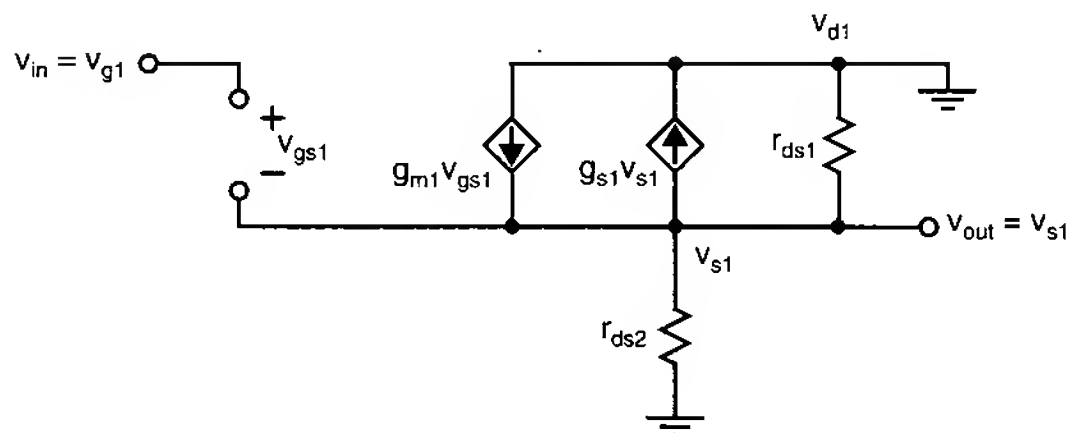 v_d1
v_in = v_g1
+
v_gs1
−
g_m1v_gs1
g_s1v_s1
r_ds1
v_out = v_s1
v_s1
r_ds2